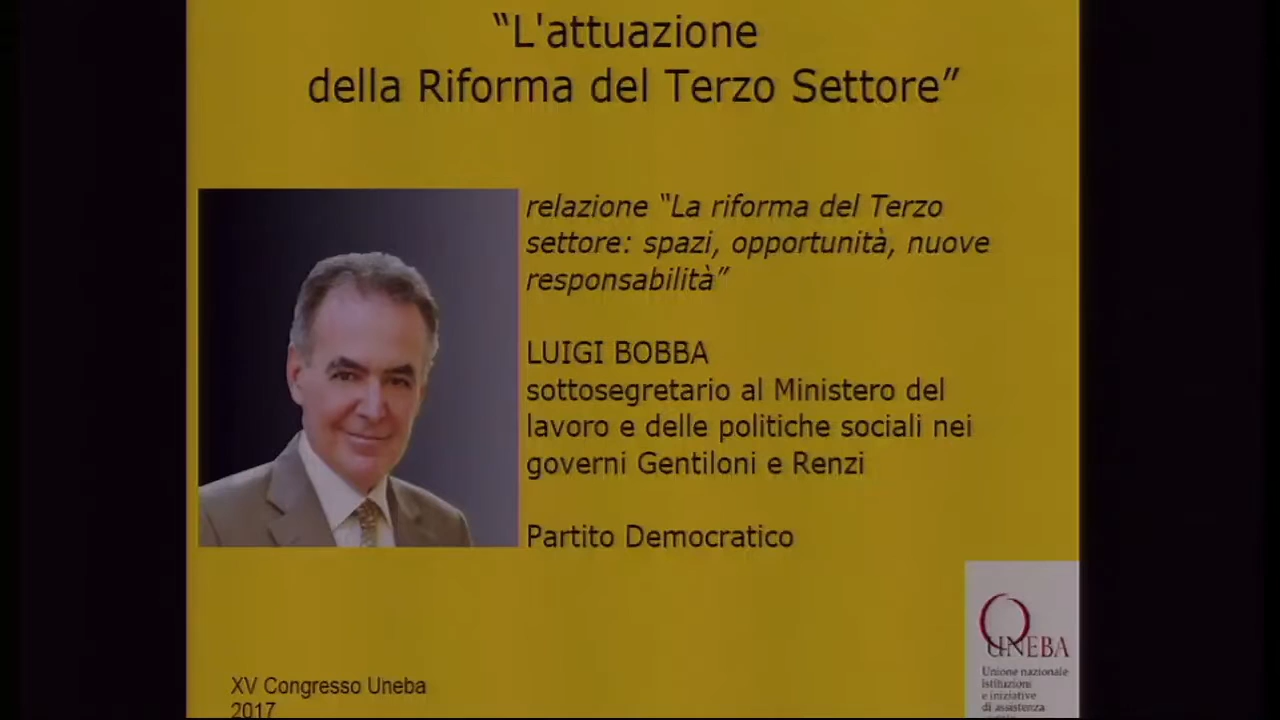 “L'attuazione
della Riforma del Terzo Settore”
relazione “La riforma del Terzo
settore: spazi, opportunità, nuove
responsabilità”
LUIGI BOBBA
sottosegretario al Ministero del
lavoro e delle politiche sociali nei
governi Gentiloni e Renzi
Partito Democratico
XV Congresso Uneba
2017
UNEBA
Unione nazionale
istituzioni
e iniziative
di assistenza